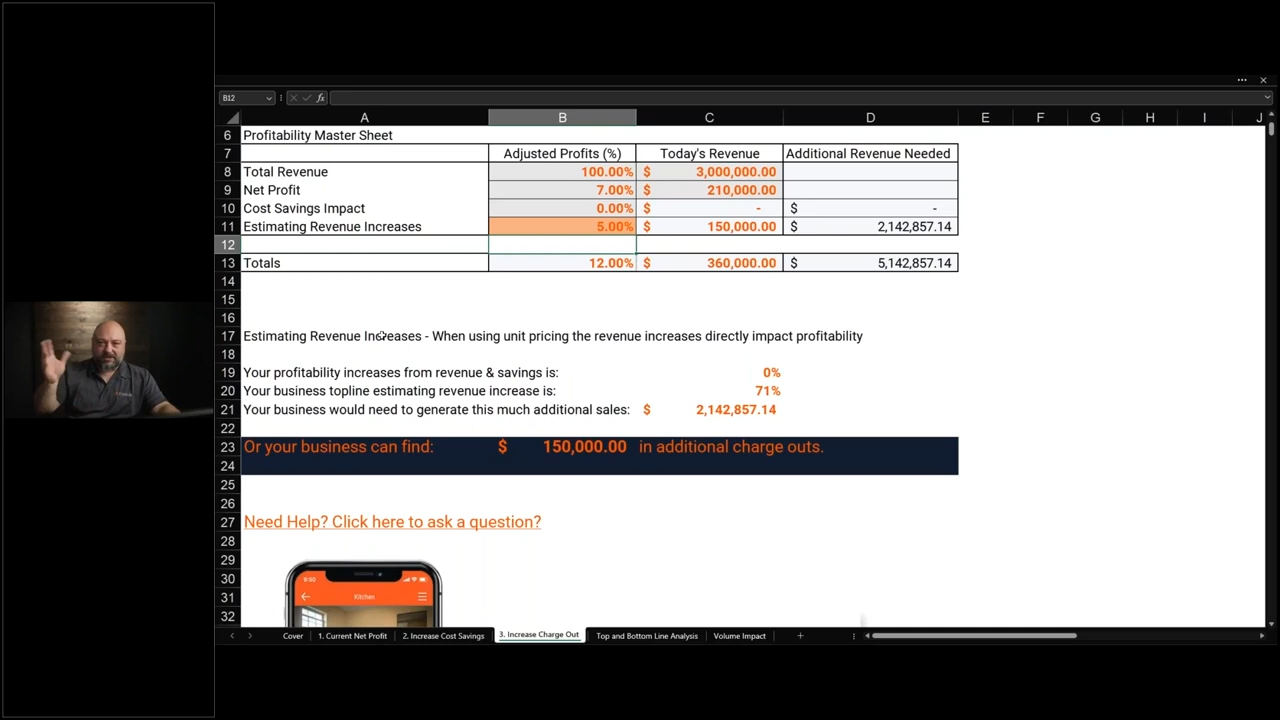 B12
fx
A B C D E F G H I J
6 Profitability Master Sheet
7 Adjusted Profits (%) Today's Revenue Additional Revenue Needed
8 Total Revenue 100.00% $ 3,000,000.00
9 Net Profit 7.00% $ 210,000.00
10 Cost Savings Impact 0.00% $ - $ -
11 Estimating Revenue Increases 5.00% $ 150,000.00 $ 2,142,857.14
12
13 Totals 12.00% $ 360,000.00 $ 5,142,857.14
14
15
16
17 Estimating Revenue Increases - When using unit pricing the revenue increases directly impact profitability
18
19 Your profitability increases from revenue & savings is: 0%
20 Your business topline estimating revenue increase is: 71%
21 Your business would need to generate this much additional sales: $ 2,142,857.14
22
23 Or your business can find: $ 150,000.00 in additional charge outs.
24
25
26
27 Need Help? Click here to ask a question?
28
29
30 9:50
31 Kitchen
32
Cover 1. Current Net Profit 2. Increase Cost Savings 3. Increase Charge Out Top and Bottom Line Analysis Volume Impact